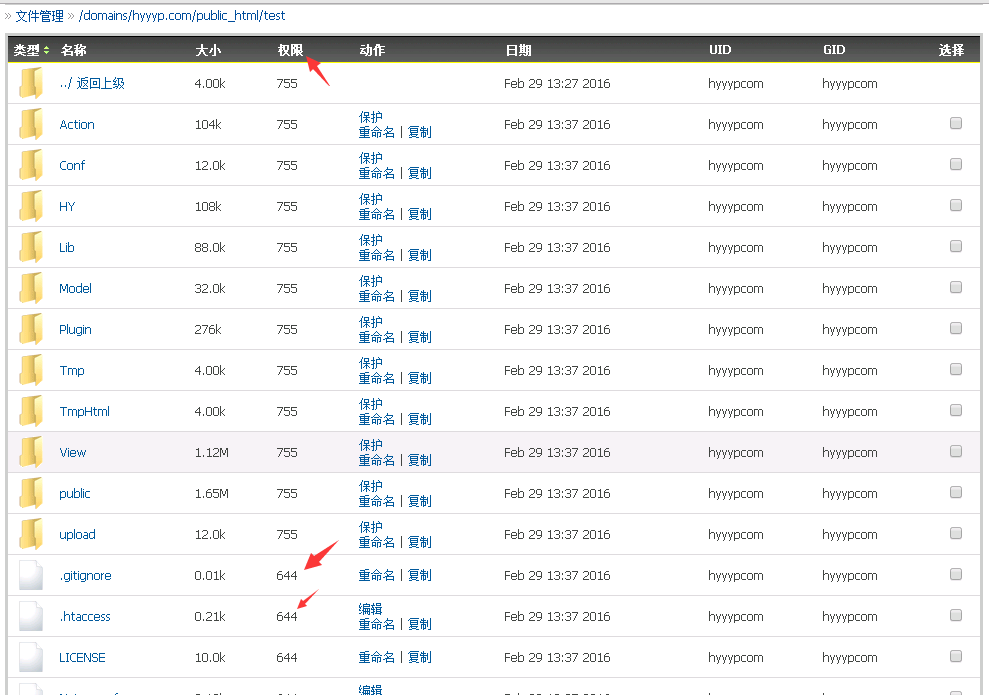 » 文件管理 » /domains/hyyyp.com/public_html/test
类型 名称 大小 权限 动作 日期 UID GID 选择
../ 返回上级 4.00k 755 Feb 29 13:27 2016 hyyypcom hyyypcom
保护
Action 104k 755 Feb 29 13:37 2016 hyyypcom hyyypcom
重命名 | 复制
保护
Conf 12.0k 755 Feb 29 13:37 2016 hyyypcom hyyypcom
重命名 | 复制
保护
HY 108k 755 Feb 29 13:37 2016 hyyypcom hyyypcom
重命名 | 复制
保护
Lib 88.0k 755 Feb 29 13:37 2016 hyyypcom hyyypcom
重命名 | 复制
保护
Model 32.0k 755 Feb 29 13:37 2016 hyyypcom hyyypcom
重命名 | 复制
保护
Plugin 276k 755 Feb 29 13:37 2016 hyyypcom hyyypcom
重命名 | 复制
保护
Tmp 4.00k 755 Feb 29 13:37 2016 hyyypcom hyyypcom
重命名 | 复制
保护
TmpHtml 4.00k 755 Feb 29 13:37 2016 hyyypcom hyyypcom
重命名 | 复制
保护
View 1.12M 755 Feb 29 13:37 2016 hyyypcom hyyypcom
重命名 | 复制
保护
public 1.65M 755 Feb 29 13:37 2016 hyyypcom hyyypcom
重命名 | 复制
保护
upload 12.0k 755 Feb 29 13:37 2016 hyyypcom hyyypcom
重命名 | 复制
.gitignore 0.01k 644 重命名 | 复制 Feb 29 13:37 2016 hyyypcom hyyypcom
编辑
.htaccess 0.21k 644 Feb 29 13:37 2016 hyyypcom hyyypcom
重命名 | 复制
LICENSE 10.0k 644 重命名 | 复制 Feb 29 13:37 2016 hyyypcom hyyypcom
编辑